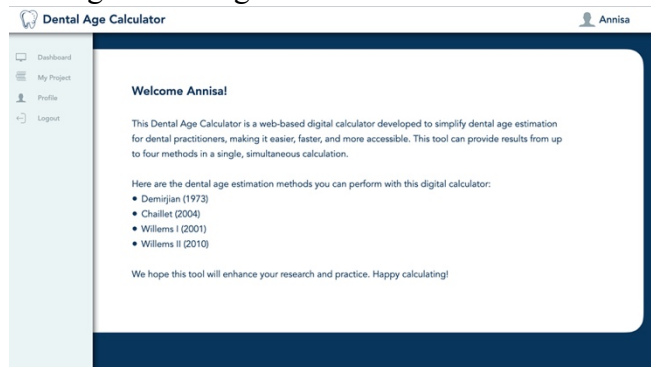 Dental Age Calculator
Annisa
Dashboard
My Project
Profile
Logout
Welcome Annisa!
This Dental Age Calculator is a web-based digital calculator developed to simplify dental age estimation
for dental practitioners, making it easier, faster, and more accessible. This tool can provide results from up
to four methods in a single, simultaneous calculation.
Here are the dental age estimation methods you can perform with this digital calculator:
• Demirjian (1973)
• Chaillet (2004)
• Willems I (2001)
• Willems II (2010)
We hope this tool will enhance your research and practice. Happy calculating!